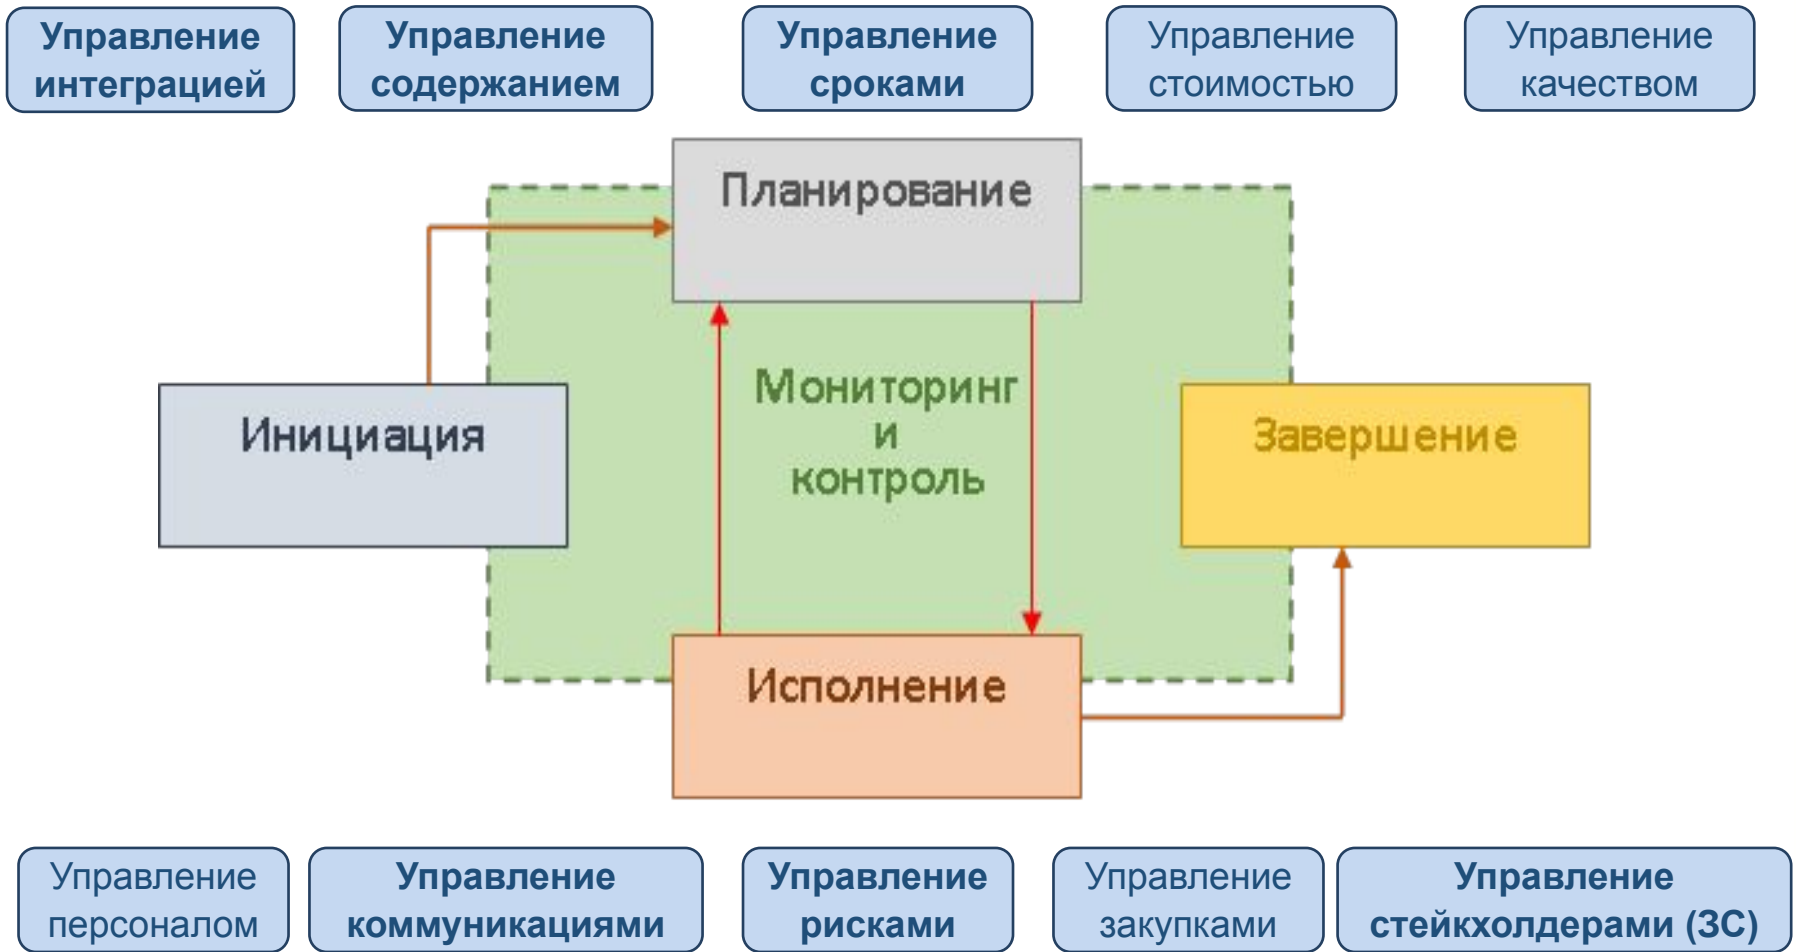 Управление
интеграцией
Управление
содержанием
Управление
сроками
Управление
стоимостью
Управление
качеством
Планирование
Мониторинг
и
контроль
Инициация
Завершение
Исполнение
Управление
персоналом
Управление
коммуникациями
Управление
рисками
Управление
закупками
Управление
стейкхолдерами (ЗС)